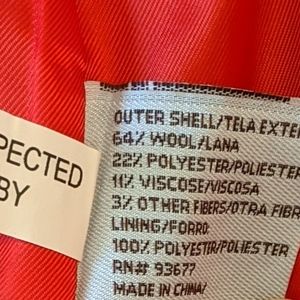 PECTED
BY
OUTER SHELL/TELA EXTE
64% WOOL/LANA
22% POLYESTER/POLIESTER
11% VISCOSE/VISCOSA
3% OTHER FIBERS/OTRA FIBR
LINING/FORRO:
100% POLYESTER/POLIESTER
RN# 93677
MADE IN CHINA/